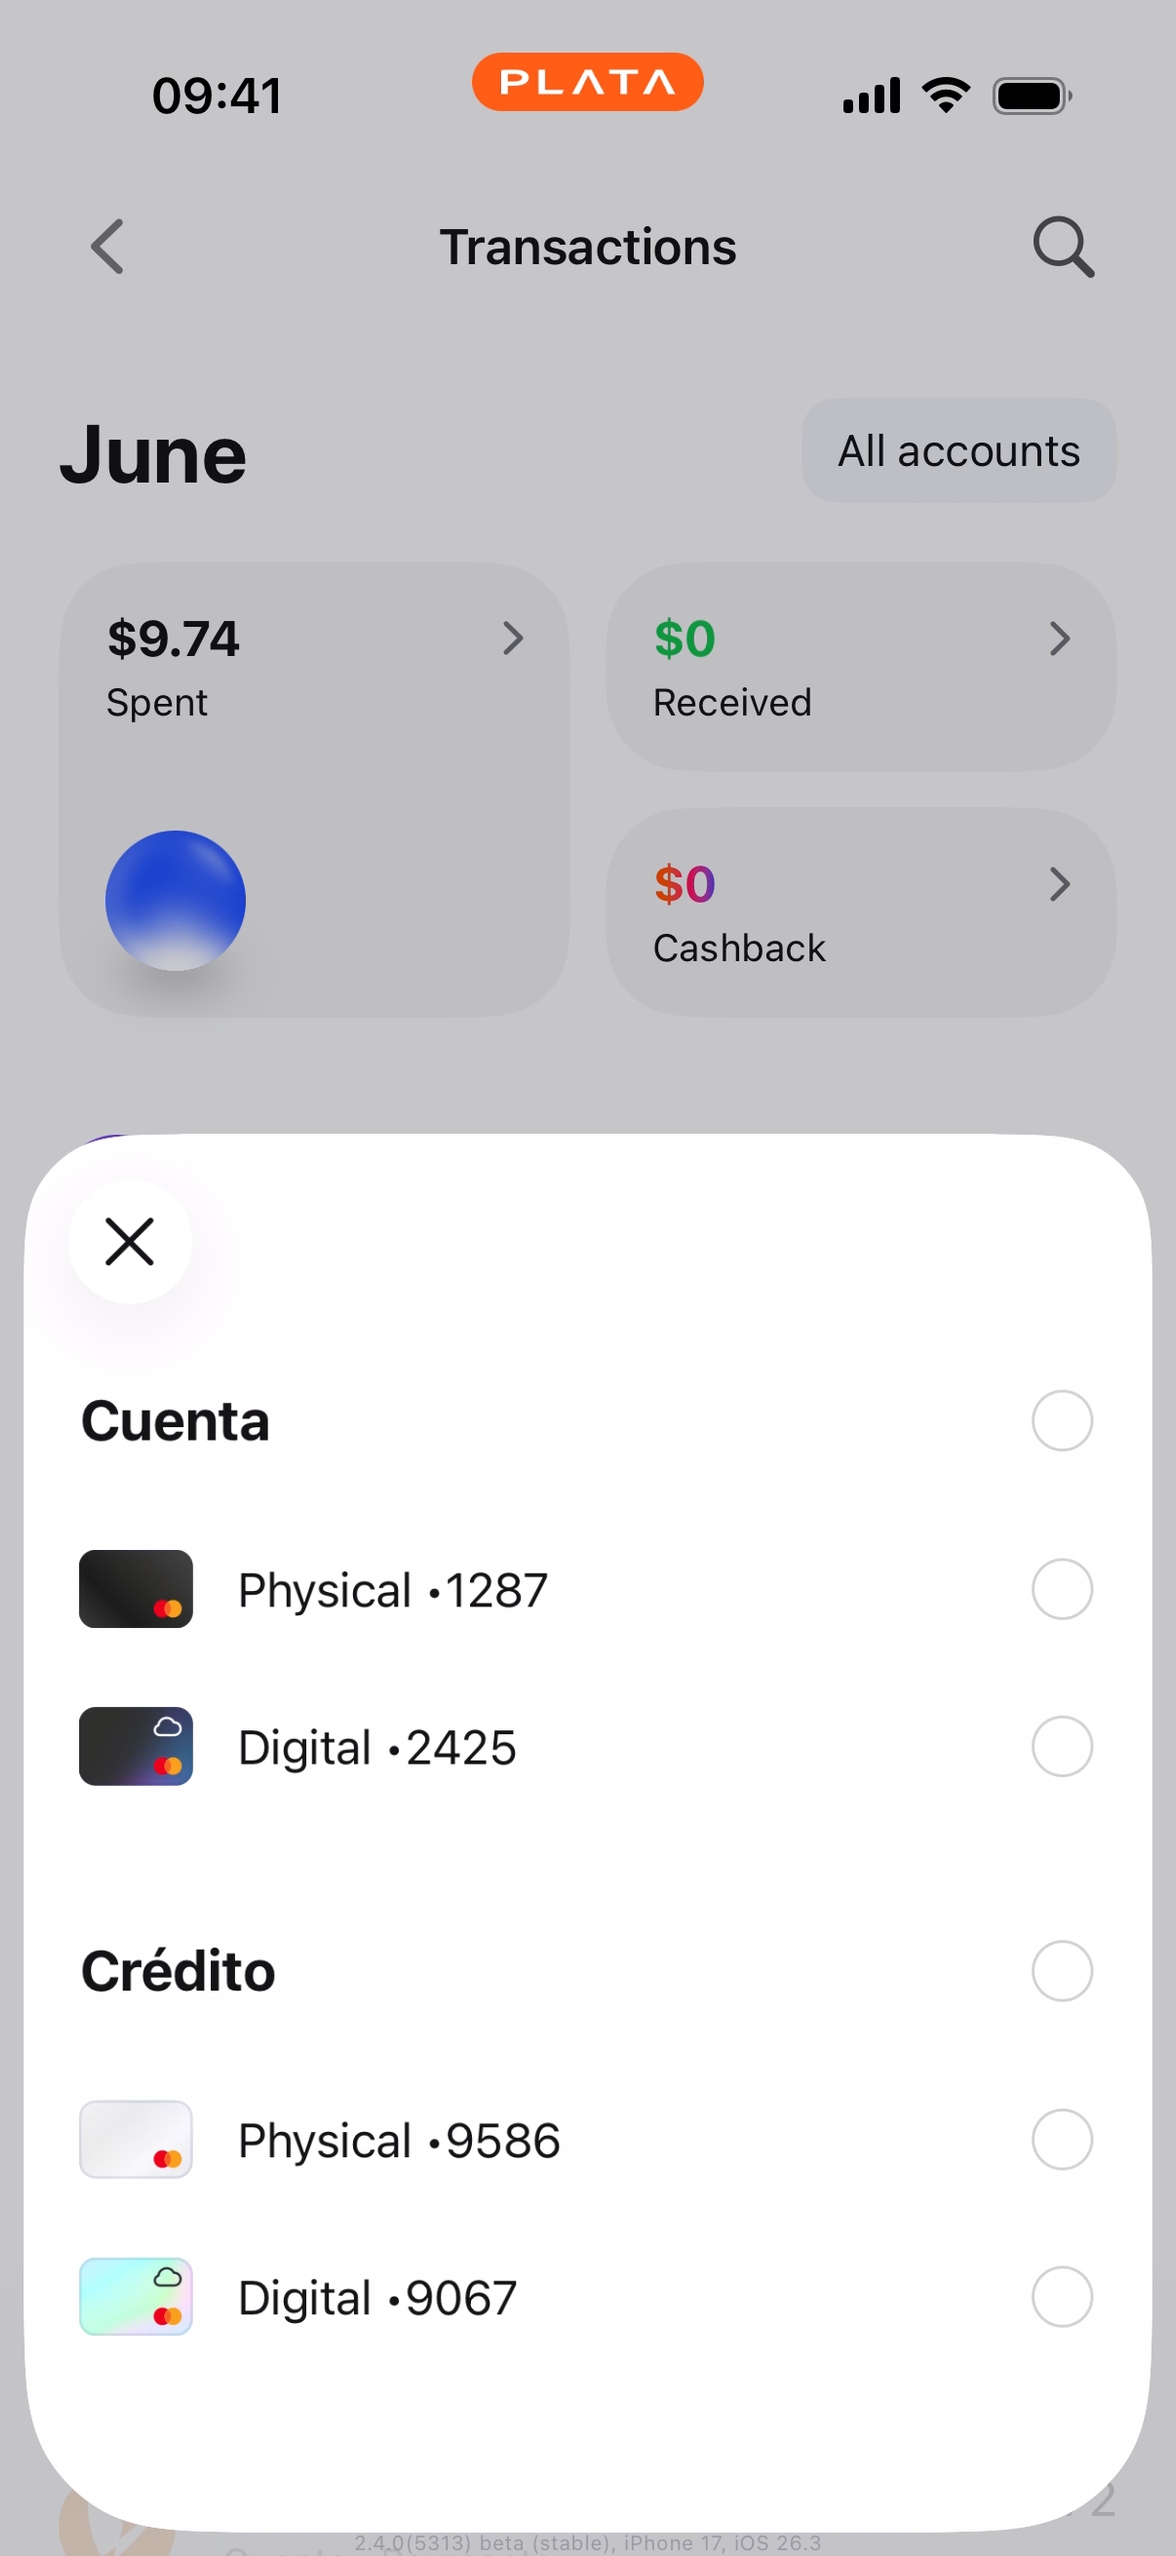 09:41
PLATA
Transactions
June
All accounts
$9.74
Spent
$0
Received
$0
Cashback
Cuenta
Physical •1287
Digital •2425
Crédito
Physical •9586
Digital •9067
2
2.4.0(5313) beta (stable), iPhone 17, iOS 26.3